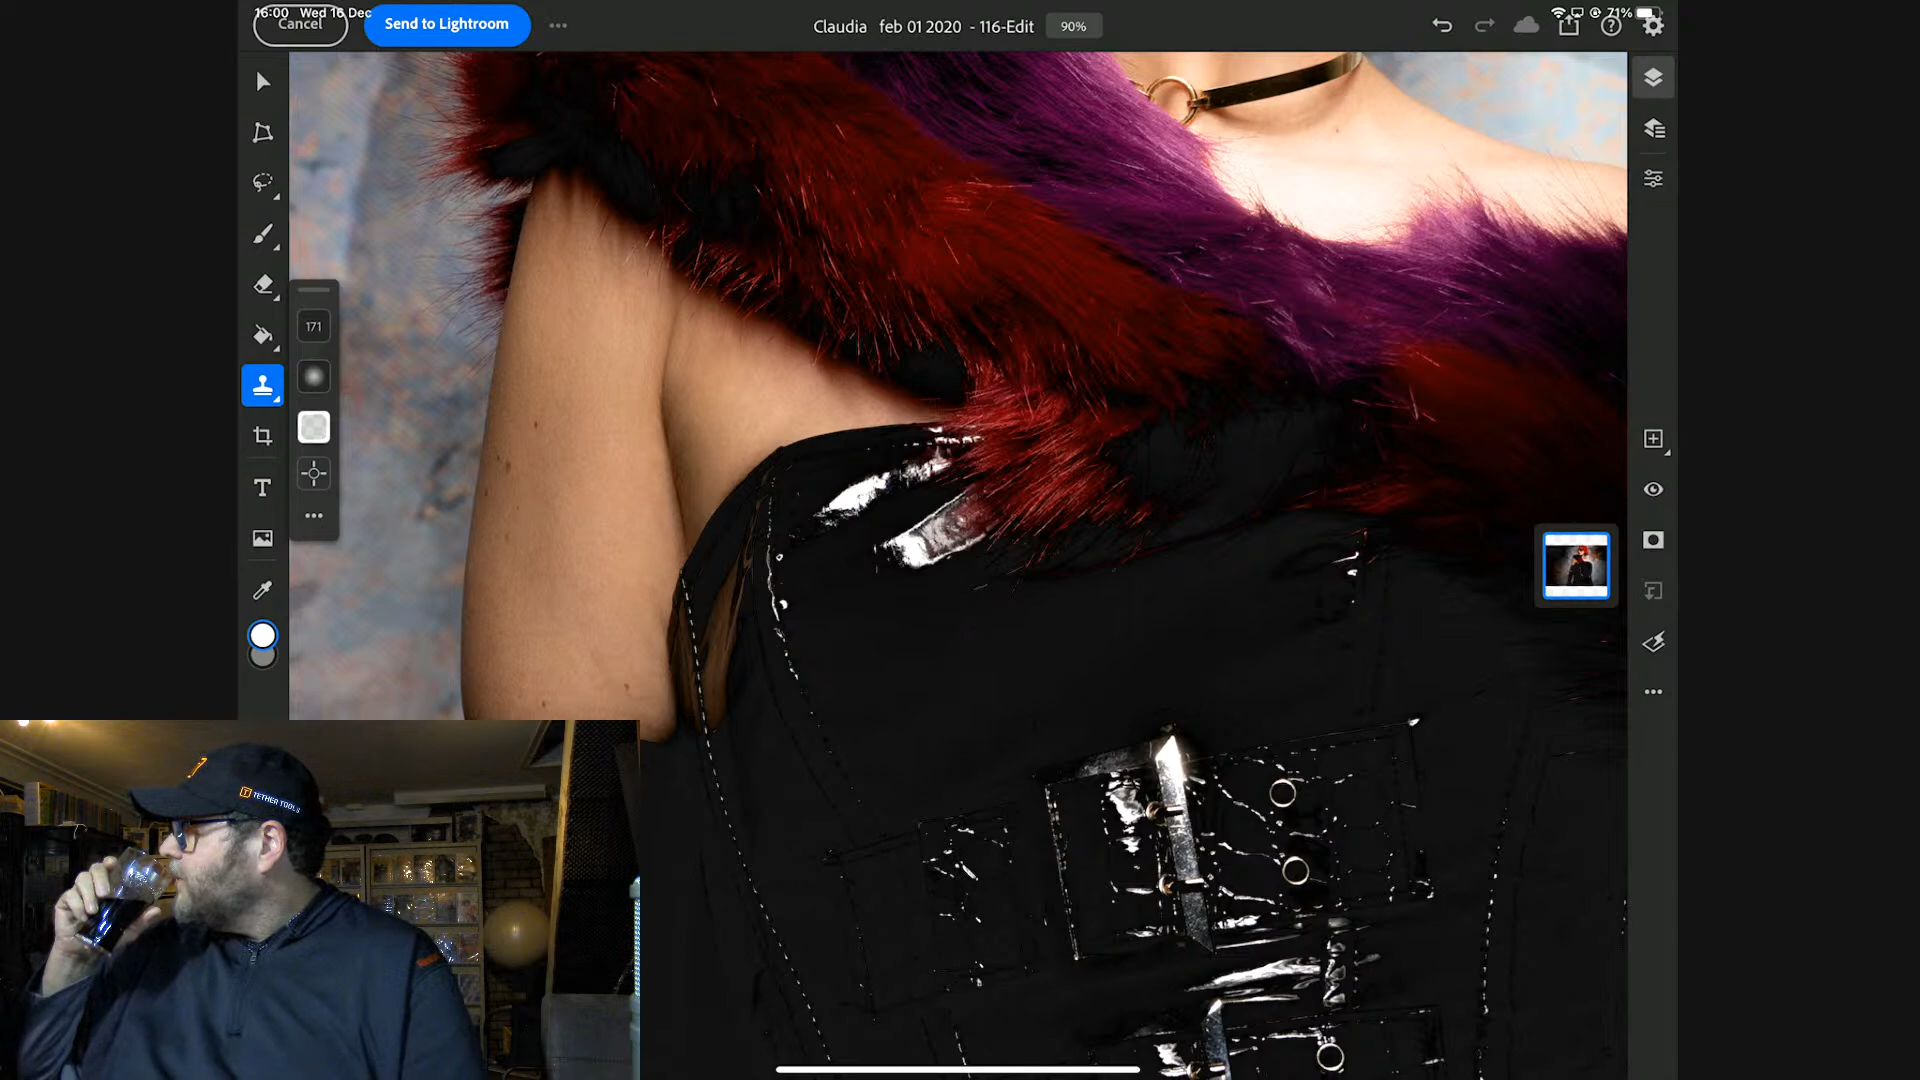 16:00 Wed 16 Dec
71%
Cancel
Send to Lightroom
Claudia feb 01 2020 - 116-Edit
90%
171
T
TETHER TOOLS